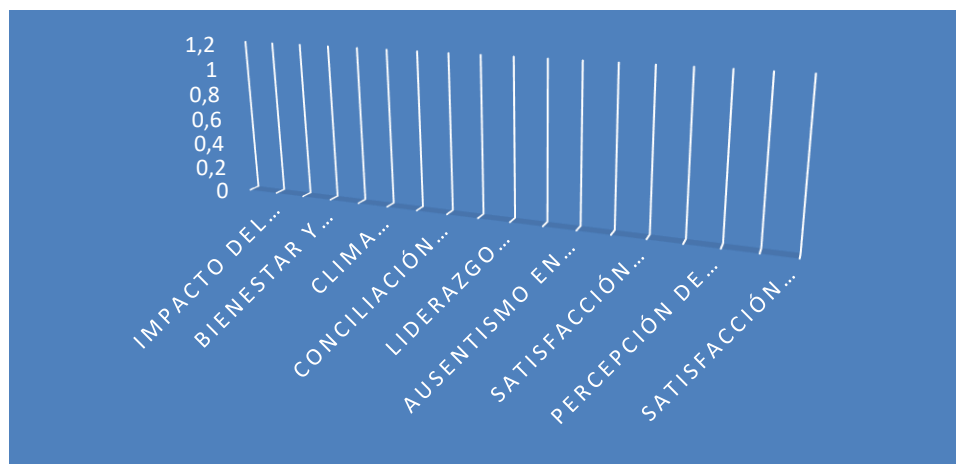 1,2
1
0,8
0,6
0,4
0,2
0
IMPACTO DEL…
BIENESTAR Y…
CLIMA…
CONCILIACIÓN…
LIDERAZGO…
AUSENTISMO EN…
SATISFACCIÓN…
PERCEPCIÓN DE…
SATISFACCIÓN…